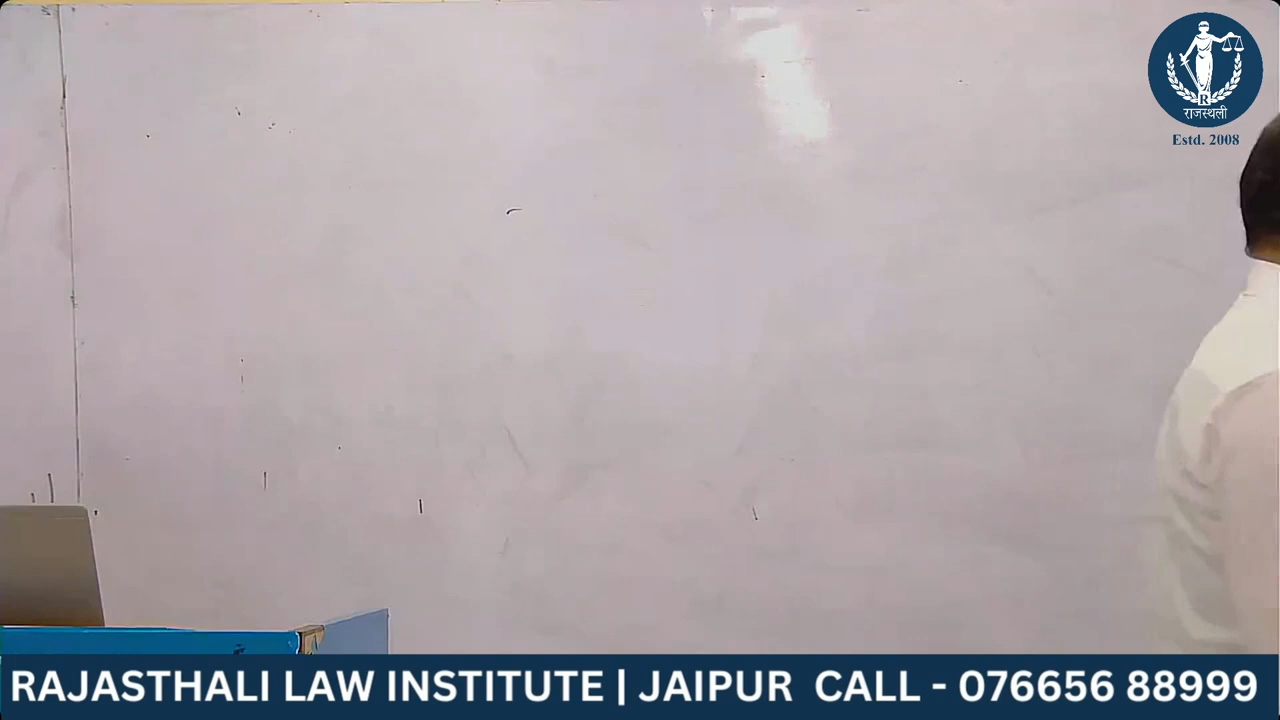 R
राजस्थली
Estd. 2008
RAJASTHALI LAW INSTITUTE | JAIPUR CALL - 076656 88999